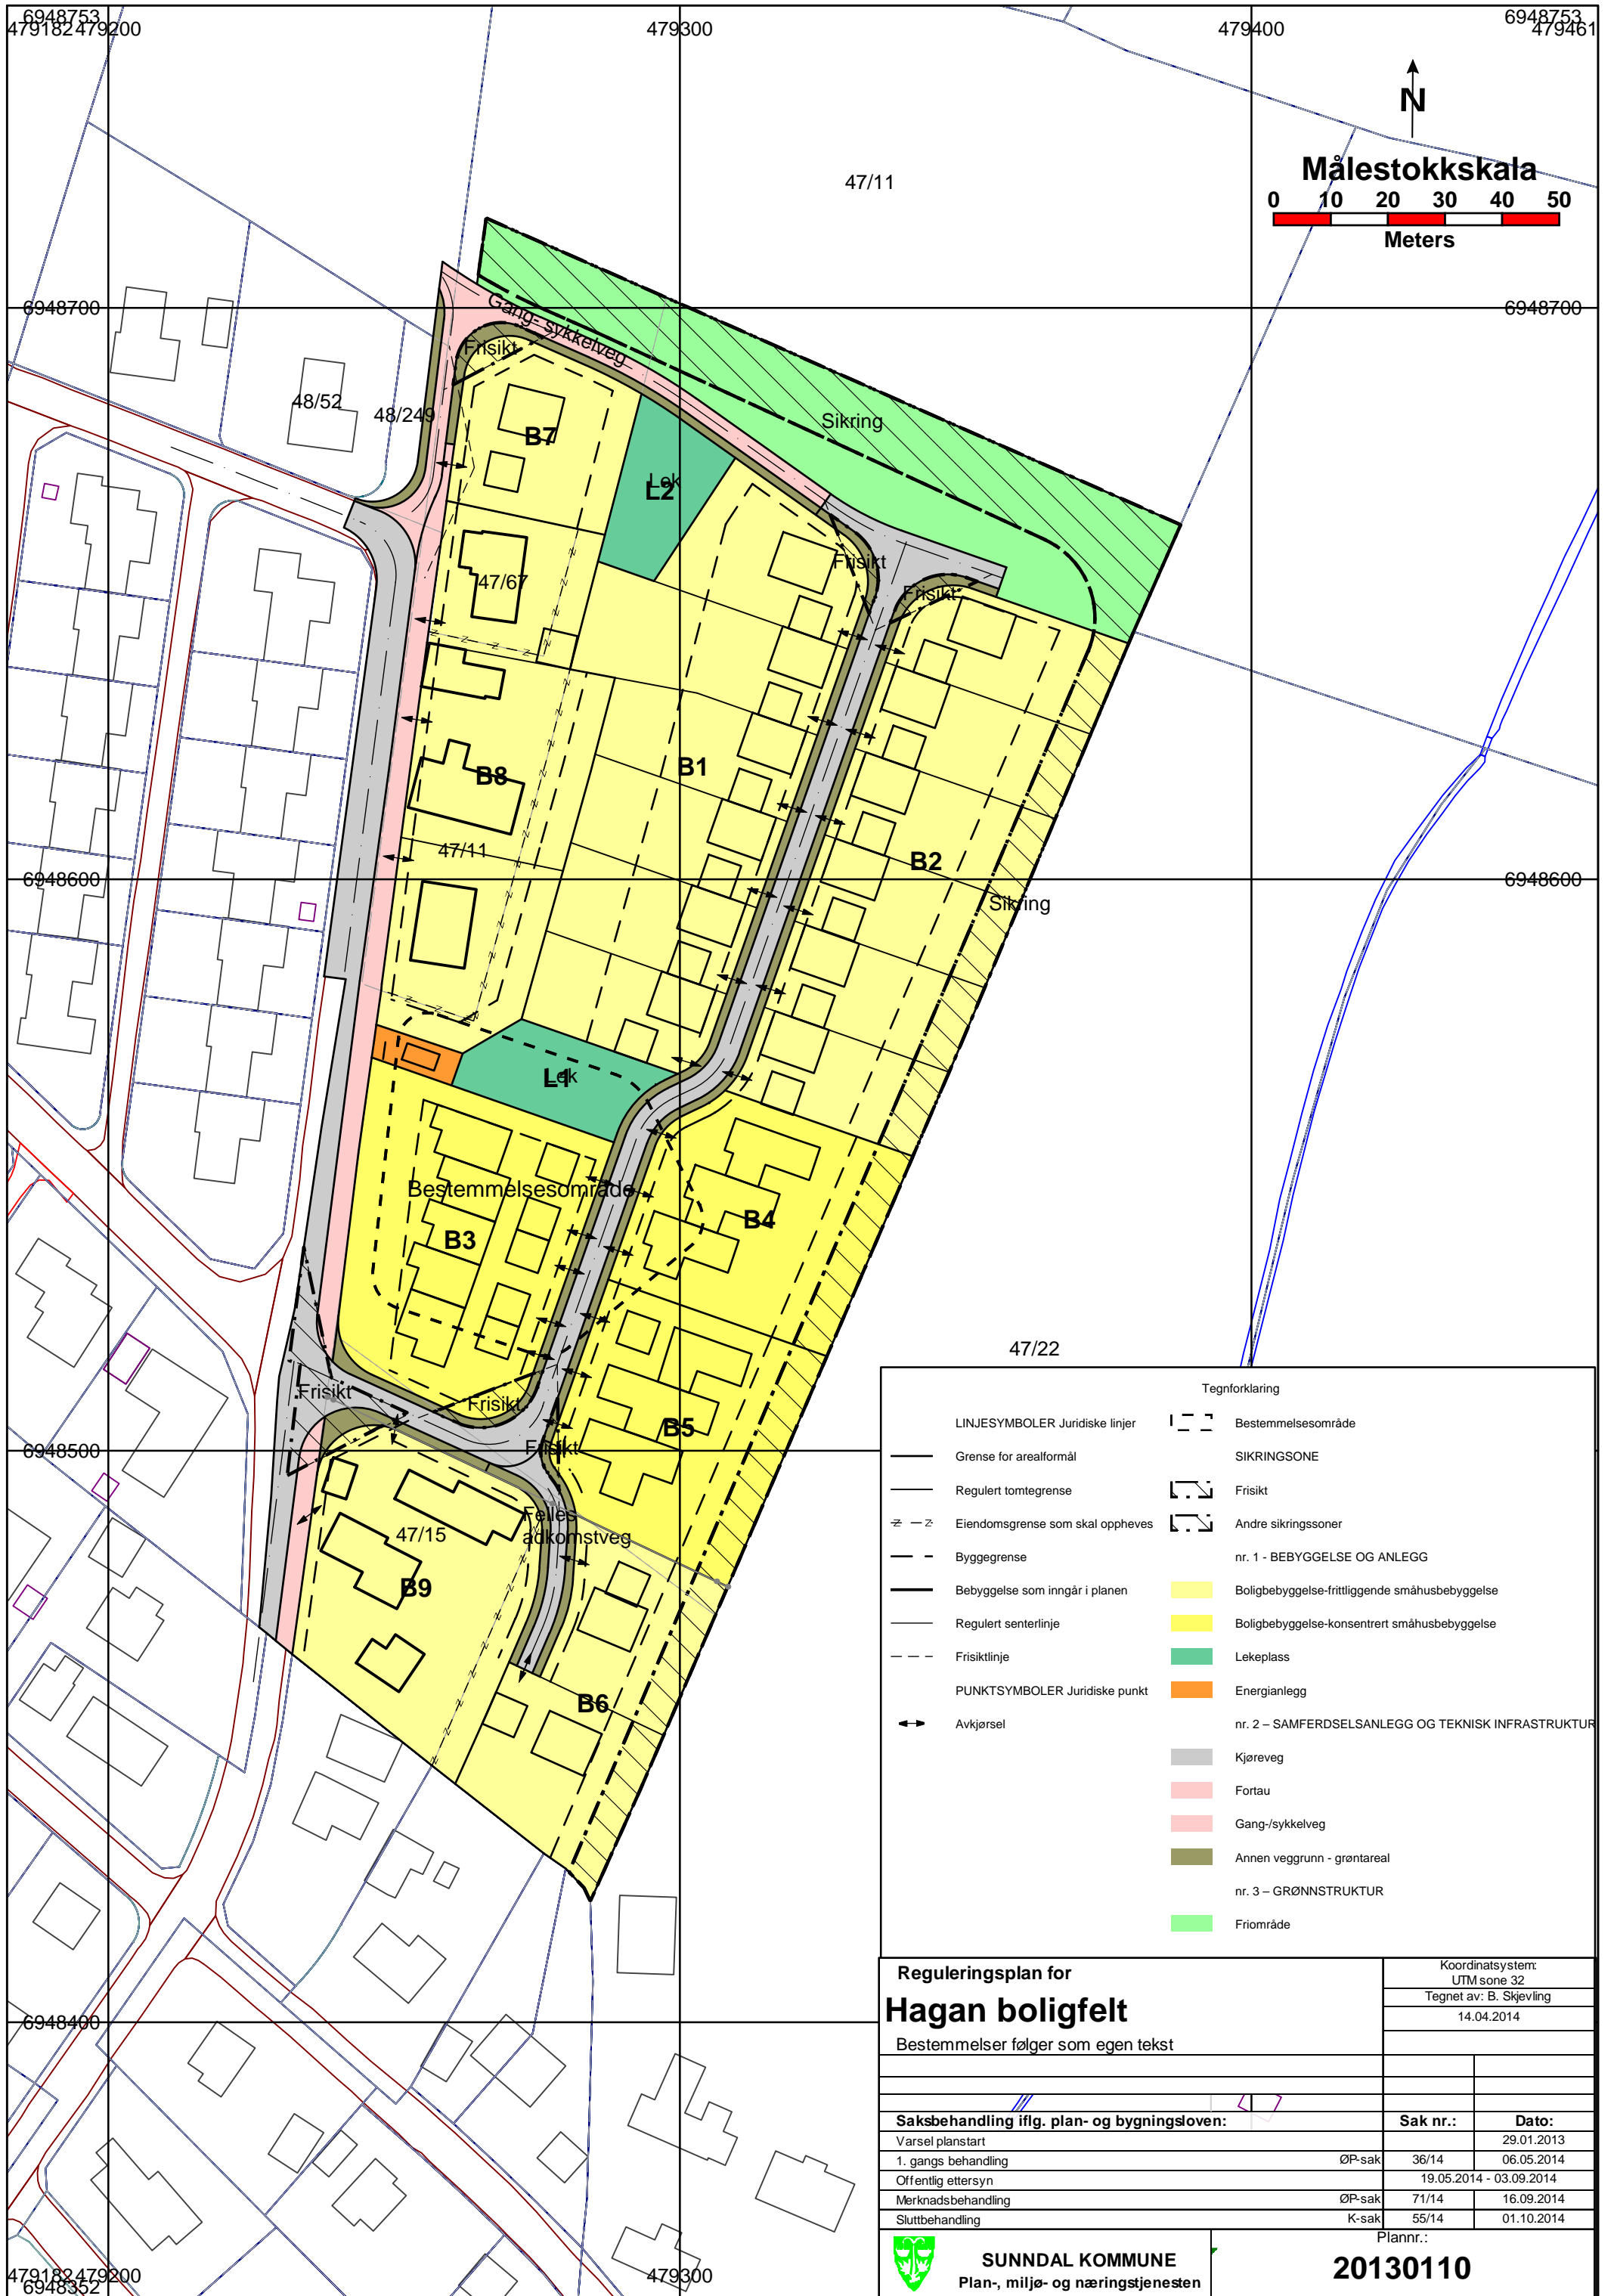 6948753
479182 479200
479300
479400
6948753
479461
N
Målestokkskala
0 10 20 30 40 50
Meters
47/11
6948700
6948700
Gang- sykkelveg
Frisikt
48/52
48/249
Sikring
B7
Lek
L2
Frisikt
Frisikt
47/67
B1
B8
47/11
B2
6948600
6948600
Sikring
Lek
L1
Bestemmelsesområde
B3
B4
47/22
Frisikt
Frisikt
Frisikt
B5
6948500
Felles
adkomstveg
47/15
B9
B6
6948400
479182 479200
6948352
479300
Tegnforklaring
LINJESYMBOLER Juridiske linjer
Grense for arealformål
Regulert tomtegrense
Eiendomsgrense som skal oppheves
Byggegrense
Bebyggelse som inngår i planen
Regulert senterlinje
Frisiktlinje
PUNKTSYMBOLER Juridiske punkt
Avkjørsel
Bestemmelsesområde
SIKRINGSONE
Frisikt
Andre sikringssoner
nr. 1 - BEBYGGELSE OG ANLEGG
Boligbebyggelse-frittliggende småhusbebyggelse
Boligbebyggelse-konsentrert småhusbebyggelse
Lekeplass
Energianlegg
nr. 2 – SAMFERDSELSANLEGG OG TEKNISK INFRASTRUKTUR
Kjøreveg
Fortau
Gang-/sykkelveg
Annen veggrunn - grøntareal
nr. 3 – GRØNNSTRUKTUR
Friområde
Reguleringsplan for
Hagan boligfelt
Bestemmelser følger som egen tekst
Koordinatsystem:
UTM sone 32
Tegnet av: B. Skjevling
14.04.2014
Saksbehandling iflg. plan- og bygningsloven: Sak nr.: Dato:
Varsel planstart 29.01.2013
1. gangs behandling ØP-sak 36/14 06.05.2014
Offentlig ettersyn 19.05.2014 - 03.09.2014
Merknadsbehandling ØP-sak 71/14 16.09.2014
Sluttbehandling K-sak 55/14 01.10.2014
SUNNDAL KOMMUNE
Plan-, miljø- og næringstjenesten
Plannr.:
20130110